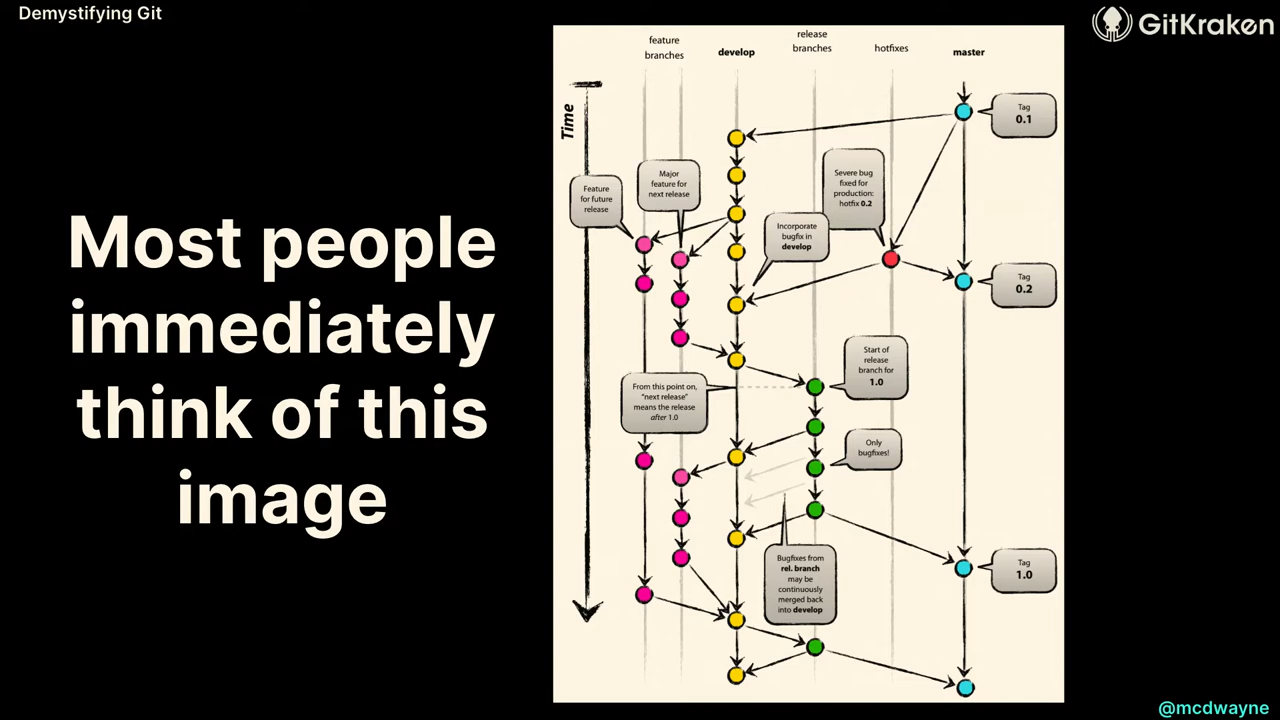 Demystifying Git
GitKraken
Most people
immediately
think of this
image
feature
branches
develop
release
branches
hotfixes
master
Time
Tag
0.1
Feature
for future
release
Major
feature for
next release
Severe bug
fixed for
production:
hotfix 0.2
Incorporate
bugfix in
develop
Tag
0.2
Start of
release
branch for
1.0
From this point on,
"next release"
means the release
after 1.0
Only
bugfixes!
Bugfixes from
rel. branch
may be
continuously
merged back
into develop
Tag
1.0
@mcdwayne